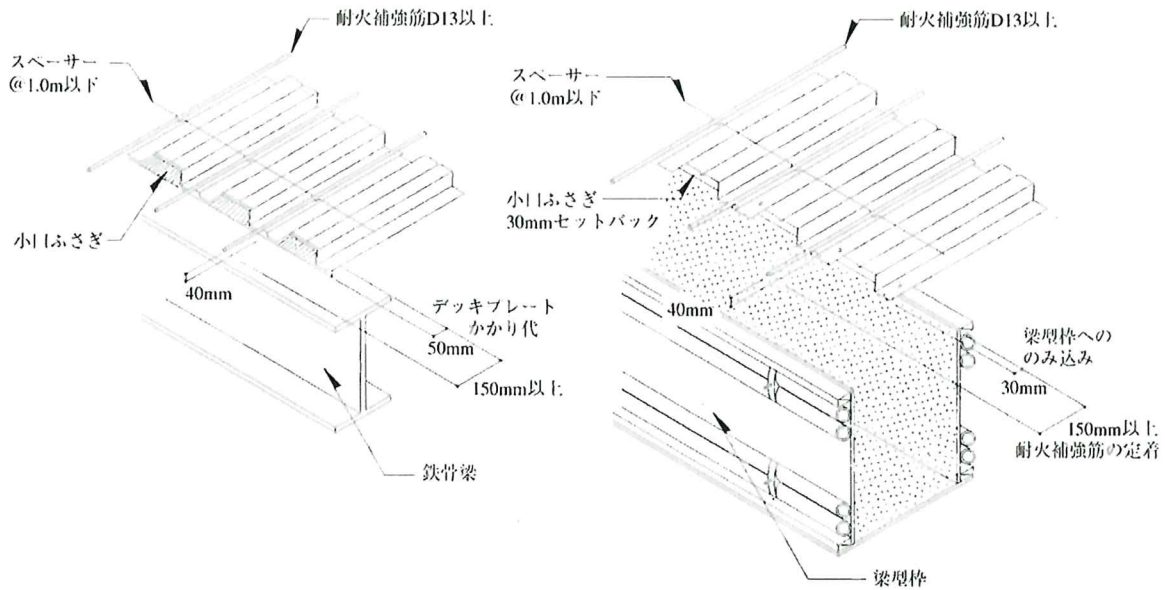 耐火補強筋D13以上
スペーサー
@1.0m以下
小口ふさぎ
40mm
デッキプレート
かかり代
50mm
150mm以上
鉄骨梁
耐火補強筋D13以上
スペーサー
@1.0m以下
小口ふさぎ
30mmセットバック
40mm
梁型枠への
のみ込み
30mm
150mm以上
耐火補強筋の定着
梁型枠